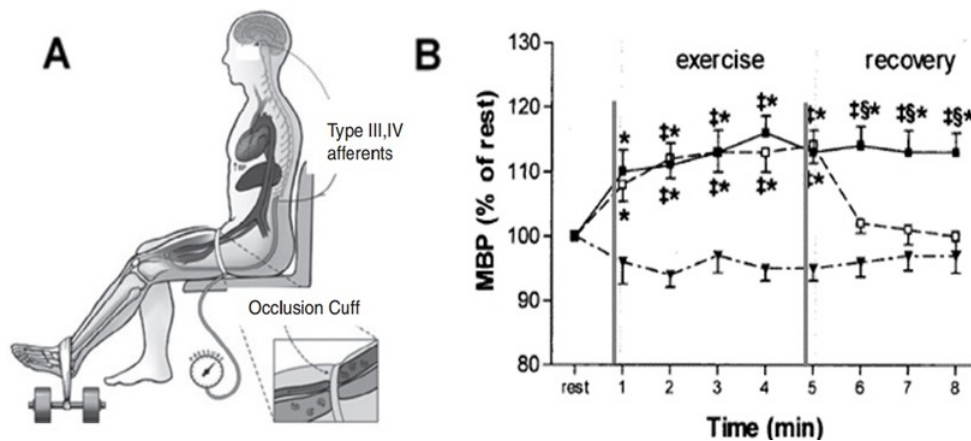 A
Type III,IV
afferents
Occlusion Cuff
PRESSURE
B
MBP (% of rest)
130
120
110
100
90
80
exercise
recovery
*
‡*
‡*
‡*
‡*
‡§*
‡§*
‡§*
*
‡*
‡*
‡*
‡*
rest 1 2 3 4 5 6 7 8
Time (min)